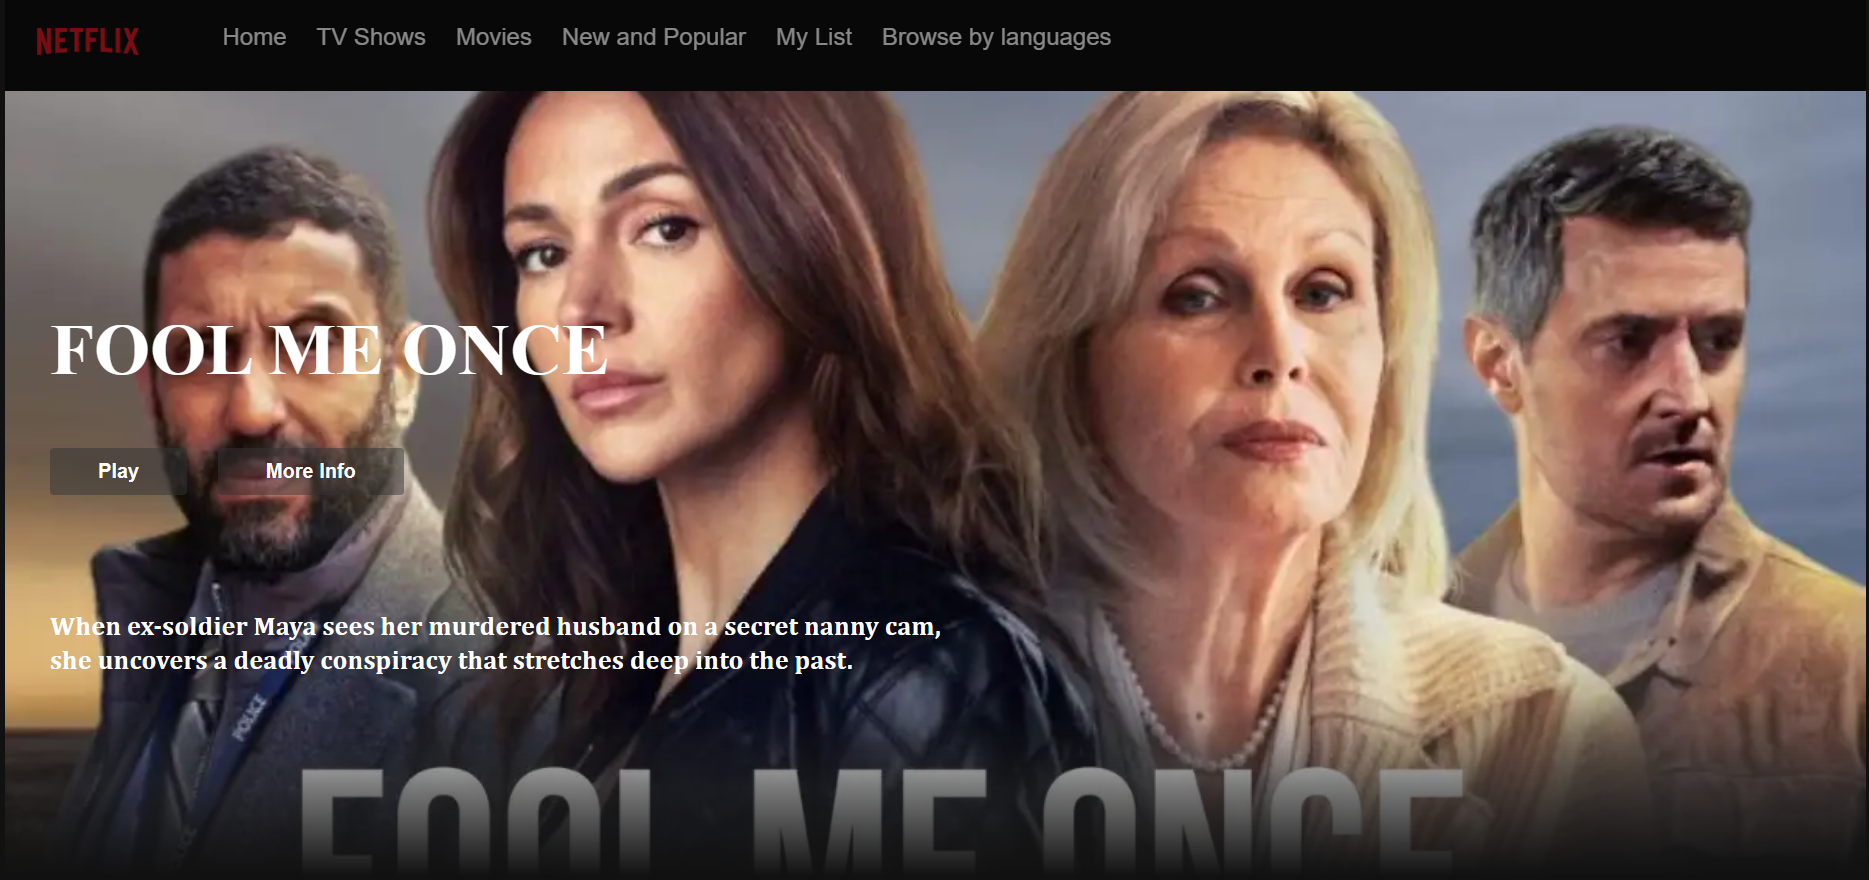 NETFLIX Home TV Shows Movies New and Popular My List Browse by languages
FOOL ME ONCE
Play More Info
When ex-soldier Maya sees her murdered husband on a secret nanny cam,
she uncovers a deadly conspiracy that stretches deep into the past.
POLICE
FOOL ME ONCE